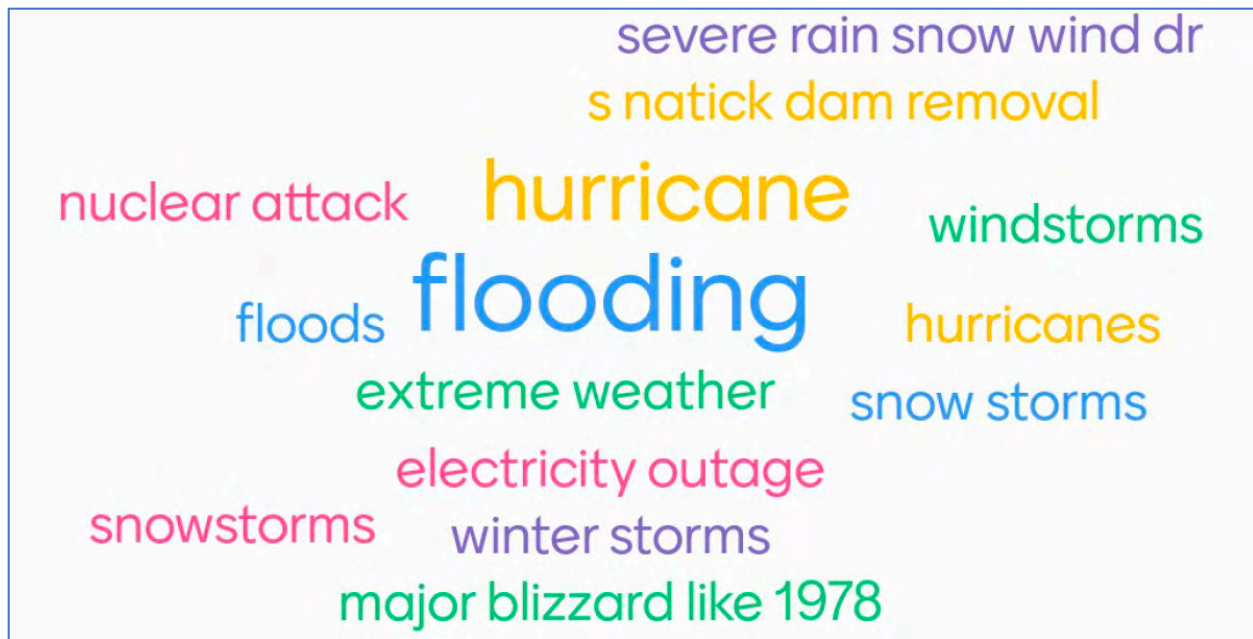 severe rain snow wind dr
s natick dam removal
nuclear attack
hurricane
windstorms
flooding
floods
hurricanes
extreme weather
snow storms
electricity outage
snowstorms
winter storms
major blizzard like 1978